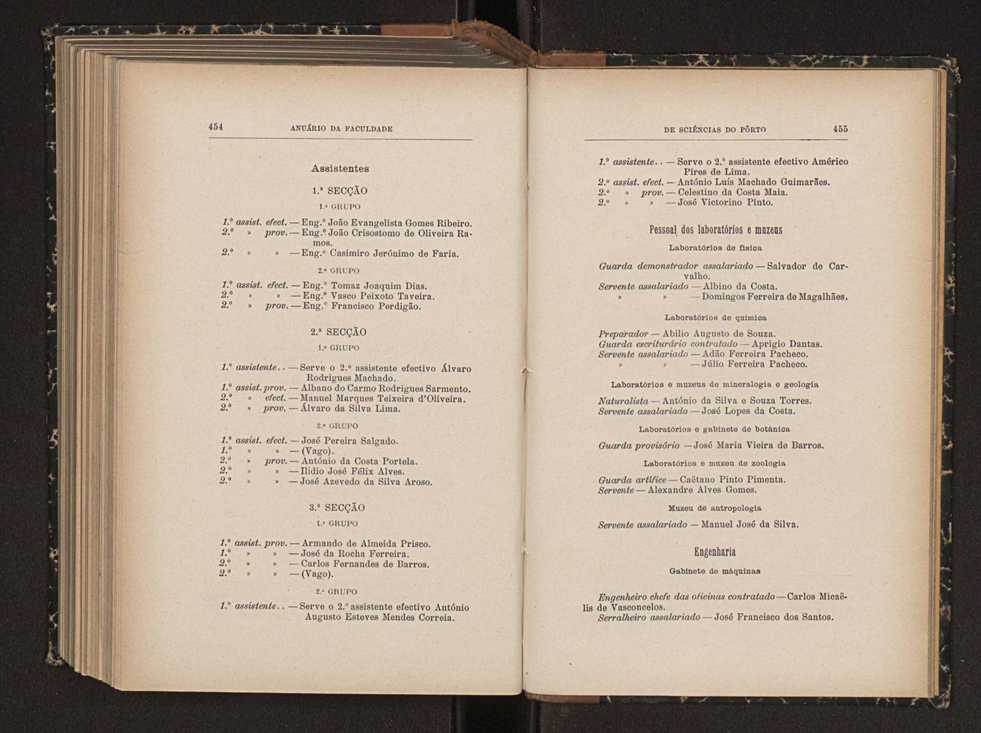 454 ANUÁRIO DA FACULDADE
Assistentes
1.ª SECÇÃO
1.º GRUPO
1.º assist. efect. — Eng.º João Evangelista Gomes Ribeiro.
2.º » prov. — Eng.º João Crisostomo de Oliveira Ra-
mos.
2.º » » — Eng.º Casimiro Jerónimo de Faria.
2.º GRUPO
1.º assist. efect. — Eng.º Tomaz Joaquim Dias.
2.º » » — Eng.º Vasco Peixoto Taveira.
2.º » prov. — Eng.º Francisco Perdigão.
2.ª SECÇÃO
1.º GRUPO
1.º assistente. . — Serve o 2.º assistente efectivo Álvaro
Rodrigues Machado.
1.º assist. prov. — Albano do Carmo Rodrigues Sarmento.
2.º » efect. — Manuel Marques Teixeira d'Oliveira.
2.º » prov. — Álvaro da Silva Lima.
2.º GRUPO
1.º assist. efect. — José Pereira Salgado.
1.º » » — (Vago).
2.º » prov. — António da Costa Portela.
2.º » » — Ilídio José Félix Alves.
2.º » » — José Azevedo da Silva Aroso.
3.ª SECÇÃO
1.º GRUPO
1.º assist. prov. — Armando de Almeida Prisco.
1.º » » — José da Rocha Ferreira.
2.º » » — Carlos Fernandes de Barros.
2.º » » — (Vago).
2.º GRUPO
1.º assistente. . — Serve o 2.º assistente efectivo António
Augusto Esteves Mendes Correia.
DE SCIÊNCIAS DO PÔRTO 455
1.º assistente. . — Serve o 2.º assistente efectivo Américo
Pires de Lima.
2.º assist. efect. — António Luís Machado Guimarães.
2.º » prov. — Celestino da Costa Maia.
2.º » » — José Victorino Pinto.
Pessoal dos laboratórios e muzeus
Laboratórios de física
Guarda demonstrador assalariado — Salvador de Car-
valho.
Servente assalariado — Albino da Costa.
» » — Domingos Ferreira de Magalhães.
Laboratórios de química
Preparador — Abílio Augusto de Souza.
Guarda escriturário contratado — Aprigio Dantas.
Servente assalariado — Adão Ferreira Pacheco.
» » — Júlio Ferreira Pacheco.
Laboratórios e muzeus de mineralogia e geologia
Naturalista — António da Silva e Souza Torres.
Servente assalariado — José Lopes da Costa.
Laboratórios e gabinete de botânica
Guarda provisório — José Maria Vieira de Barros.
Laboratórios e muzeu de zoologia
Guarda artífice — Caëtano Pinto Pimenta.
Servente — Alexandre Alves Gomes.
Muzeu de antropologia
Servente assalariado — Manuel José da Silva.
Engenharia
Gabinete de máquinas
Engenheiro chefe das oficinas contratado — Carlos Micaë-
lis de Vasconcelos.
Serralheiro assalariado — José Francisco dos Santos.